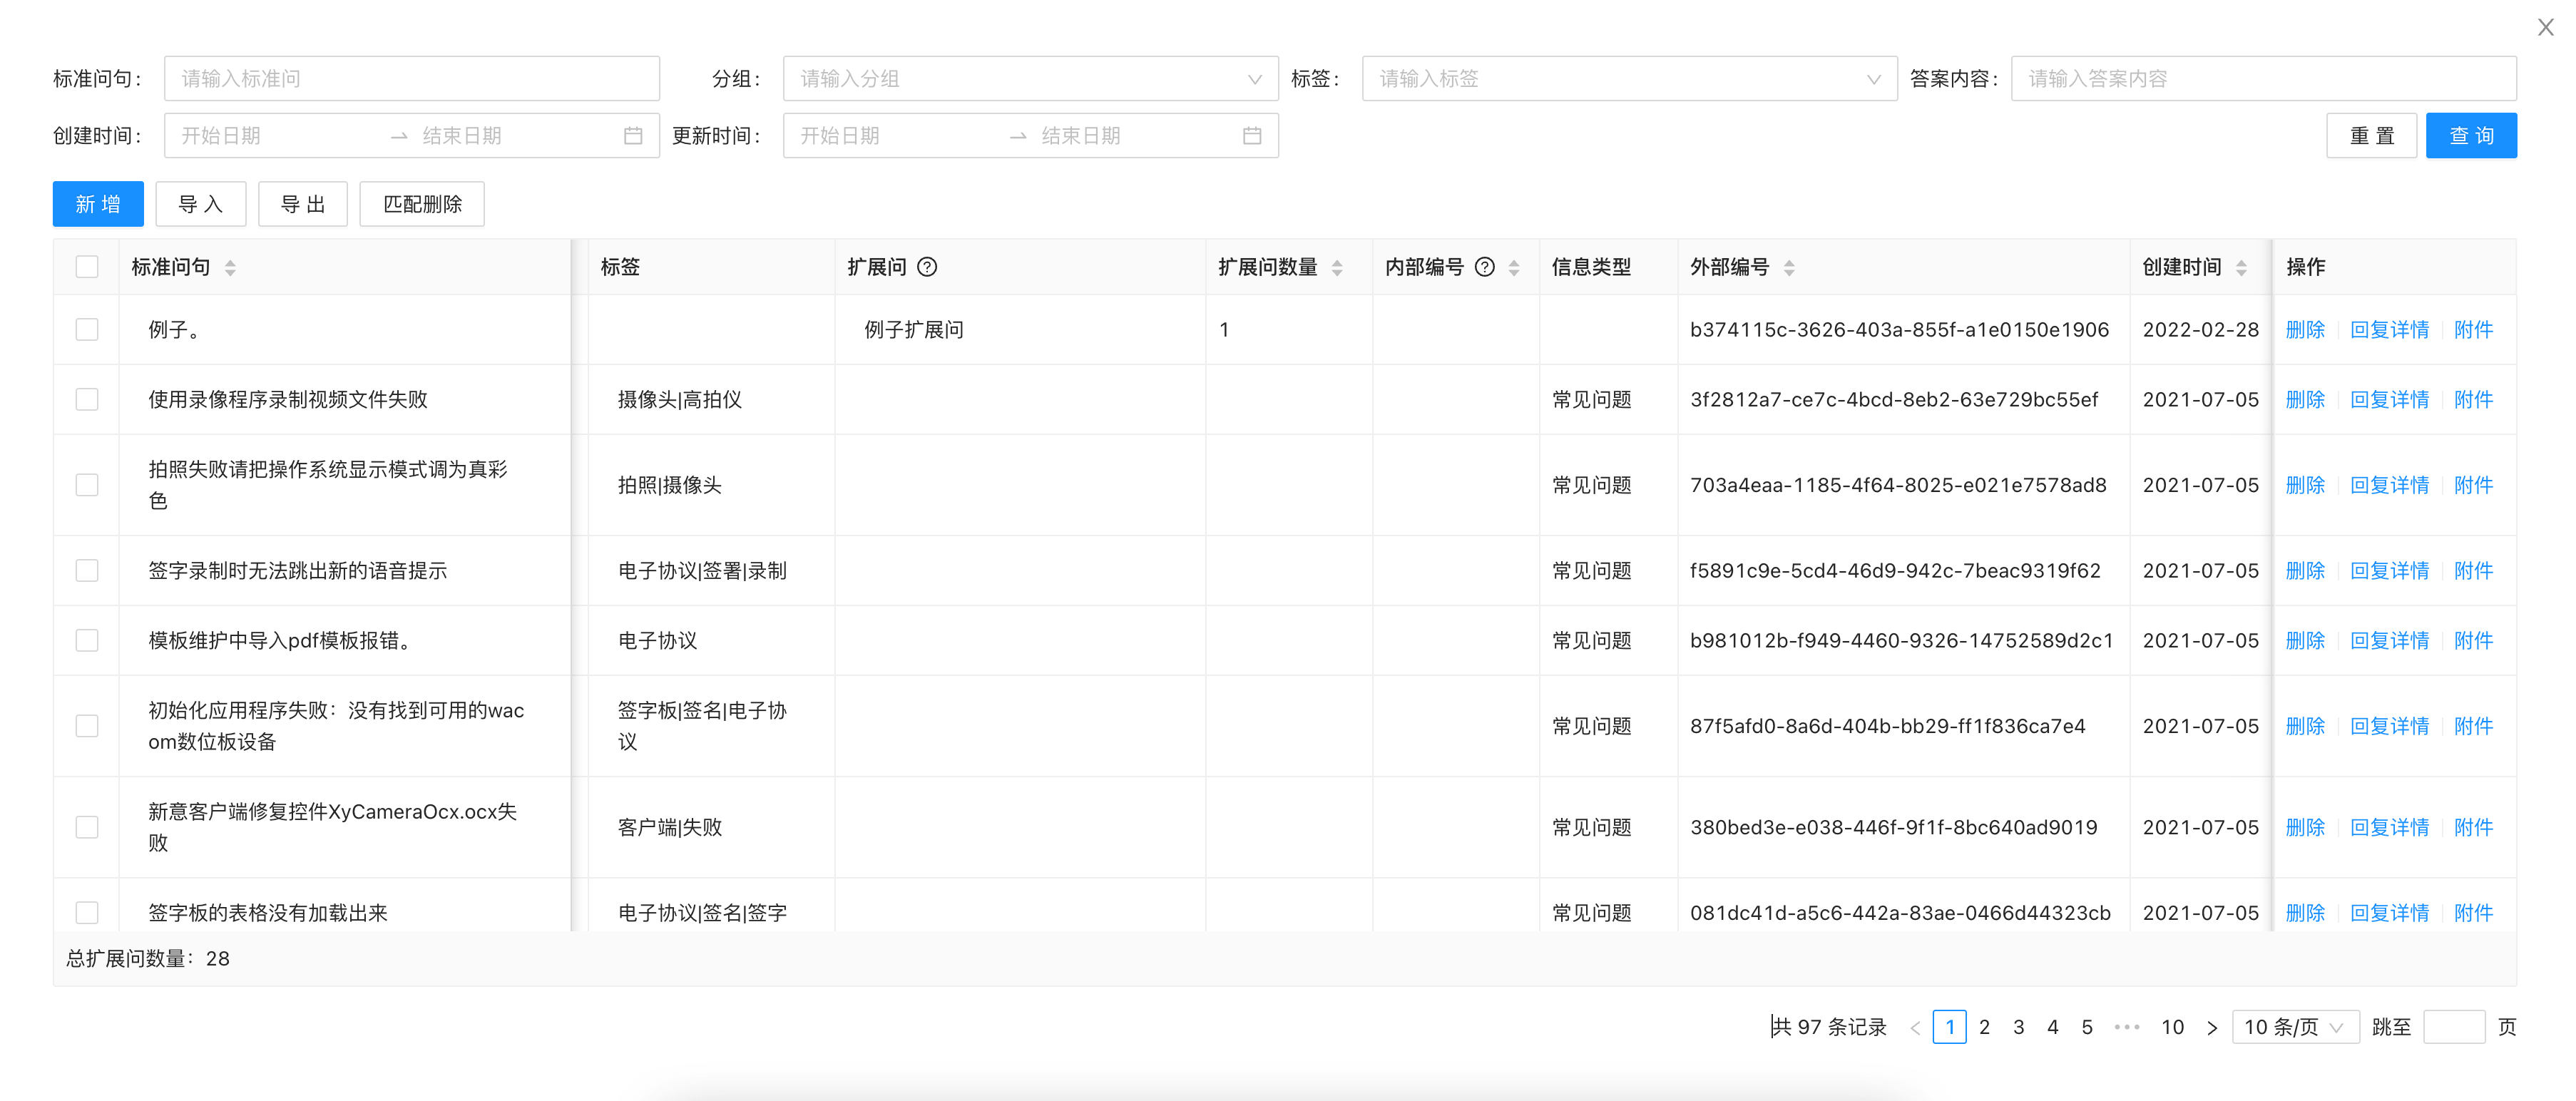 标准问句： 请输入标准问 分组： 请输入分组 标签： 请输入标签 答案内容： 请输入答案内容
创建时间： 开始日期 → 结束日期 更新时间： 开始日期 → 结束日期 重 置 查 询
新 增 导 入 导 出 匹配删除
标准问句 标签 扩展问 ? 扩展问数量 内部编号 ? 信息类型 外部编号 创建时间 操作
例子。 例子扩展问 1 b374115c-3626-403a-855f-a1e0150e1906 2022-02-28 删除 回复详情 附件
使用录像程序录制视频文件失败 摄像头|高拍仪 常见问题 3f2812a7-ce7c-4bcd-8eb2-63e729bc55ef 2021-07-05 删除 回复详情 附件
拍照失败请把操作系统显示模式调为真彩
色 拍照|摄像头 常见问题 703a4eaa-1185-4f64-8025-e021e7578ad8 2021-07-05 删除 回复详情 附件
签字录制时无法跳出新的语音提示 电子协议|签署|录制 常见问题 f5891c9e-5cd4-46d9-942c-7beac9319f62 2021-07-05 删除 回复详情 附件
模板维护中导入pdf模板报错。 电子协议 常见问题 b981012b-f949-4460-9326-14752589d2c1 2021-07-05 删除 回复详情 附件
初始化应用程序失败：没有找到可用的wac
om数位板设备 签字板|签名|电子协
议 常见问题 87f5afd0-8a6d-404b-bb29-ff1f836ca7e4 2021-07-05 删除 回复详情 附件
新意客户端修复控件XyCameraOcx.ocx失
败 客户端|失败 常见问题 380bed3e-e038-446f-9f1f-8bc640ad9019 2021-07-05 删除 回复详情 附件
签字板的表格没有加载出来 电子协议|签名|签字 常见问题 081dc41d-a5c6-442a-83ae-0466d44323cb 2021-07-05 删除 回复详情 附件
总扩展问数量：28
共 97 条记录 < 1 2 3 4 5 ••• 10 > 10 条/页 跳至 页